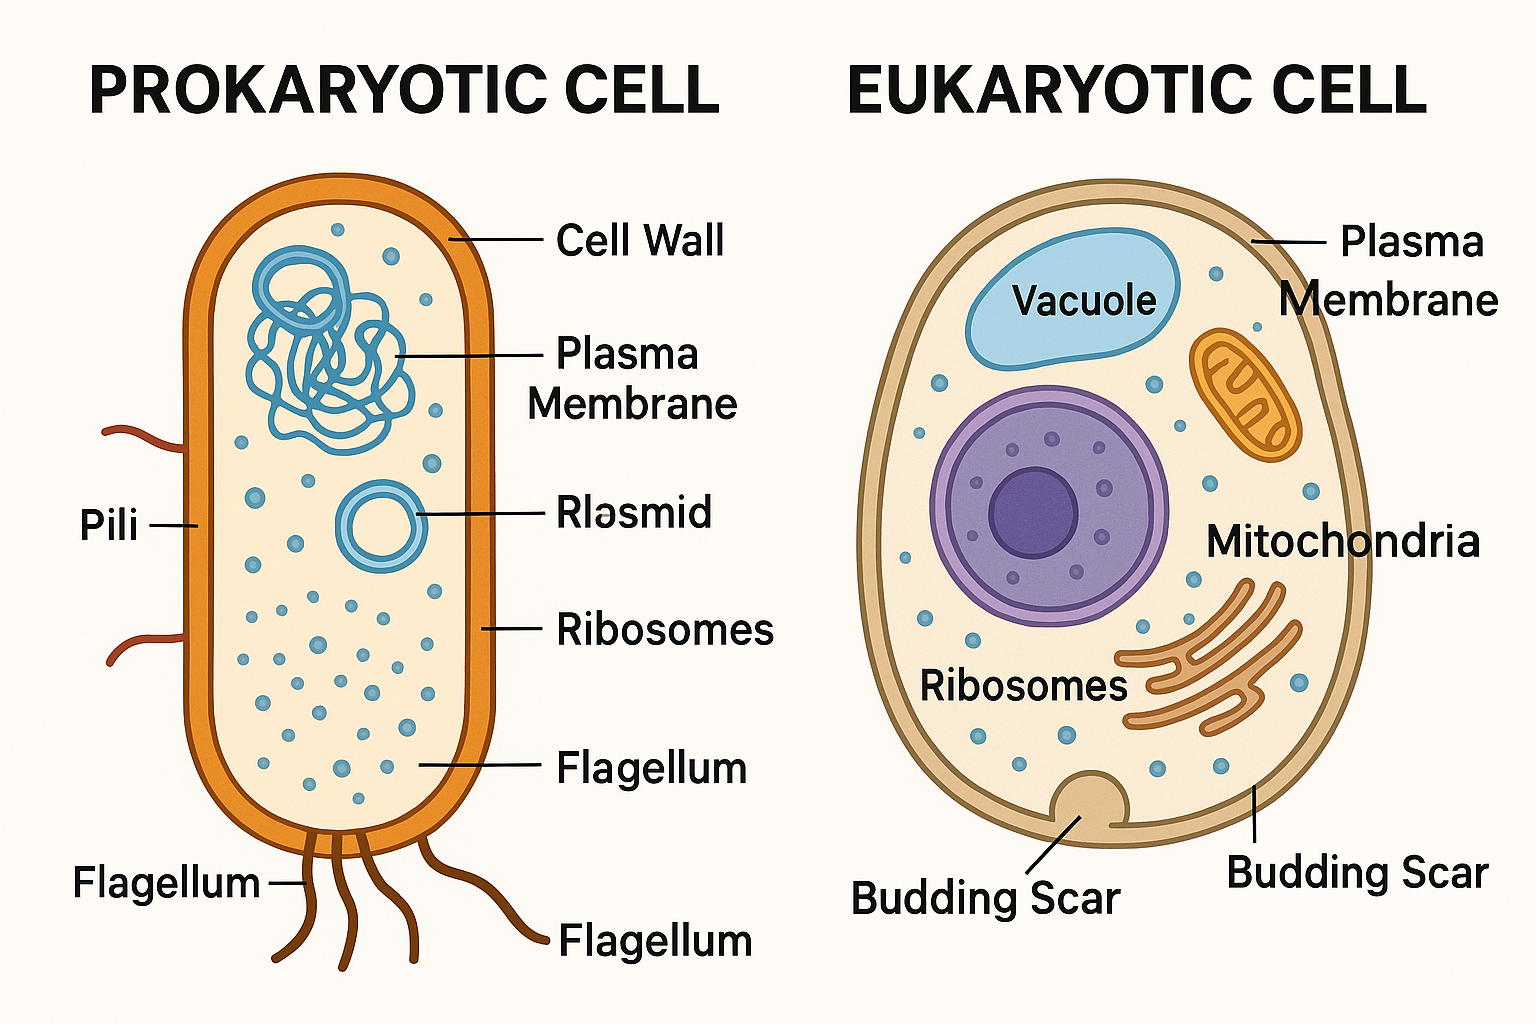 PROKARYOTIC CELL
Cell Wall
Plasma
Membrane
Pili
Rlasmid
Ribosomes
Flagellum
Flagellum
Flagellum
EUKARYOTIC CELL
Plasma
Membrane
Vacuole
Mitochondria
Ribosomes
Budding Scar
Budding Scar